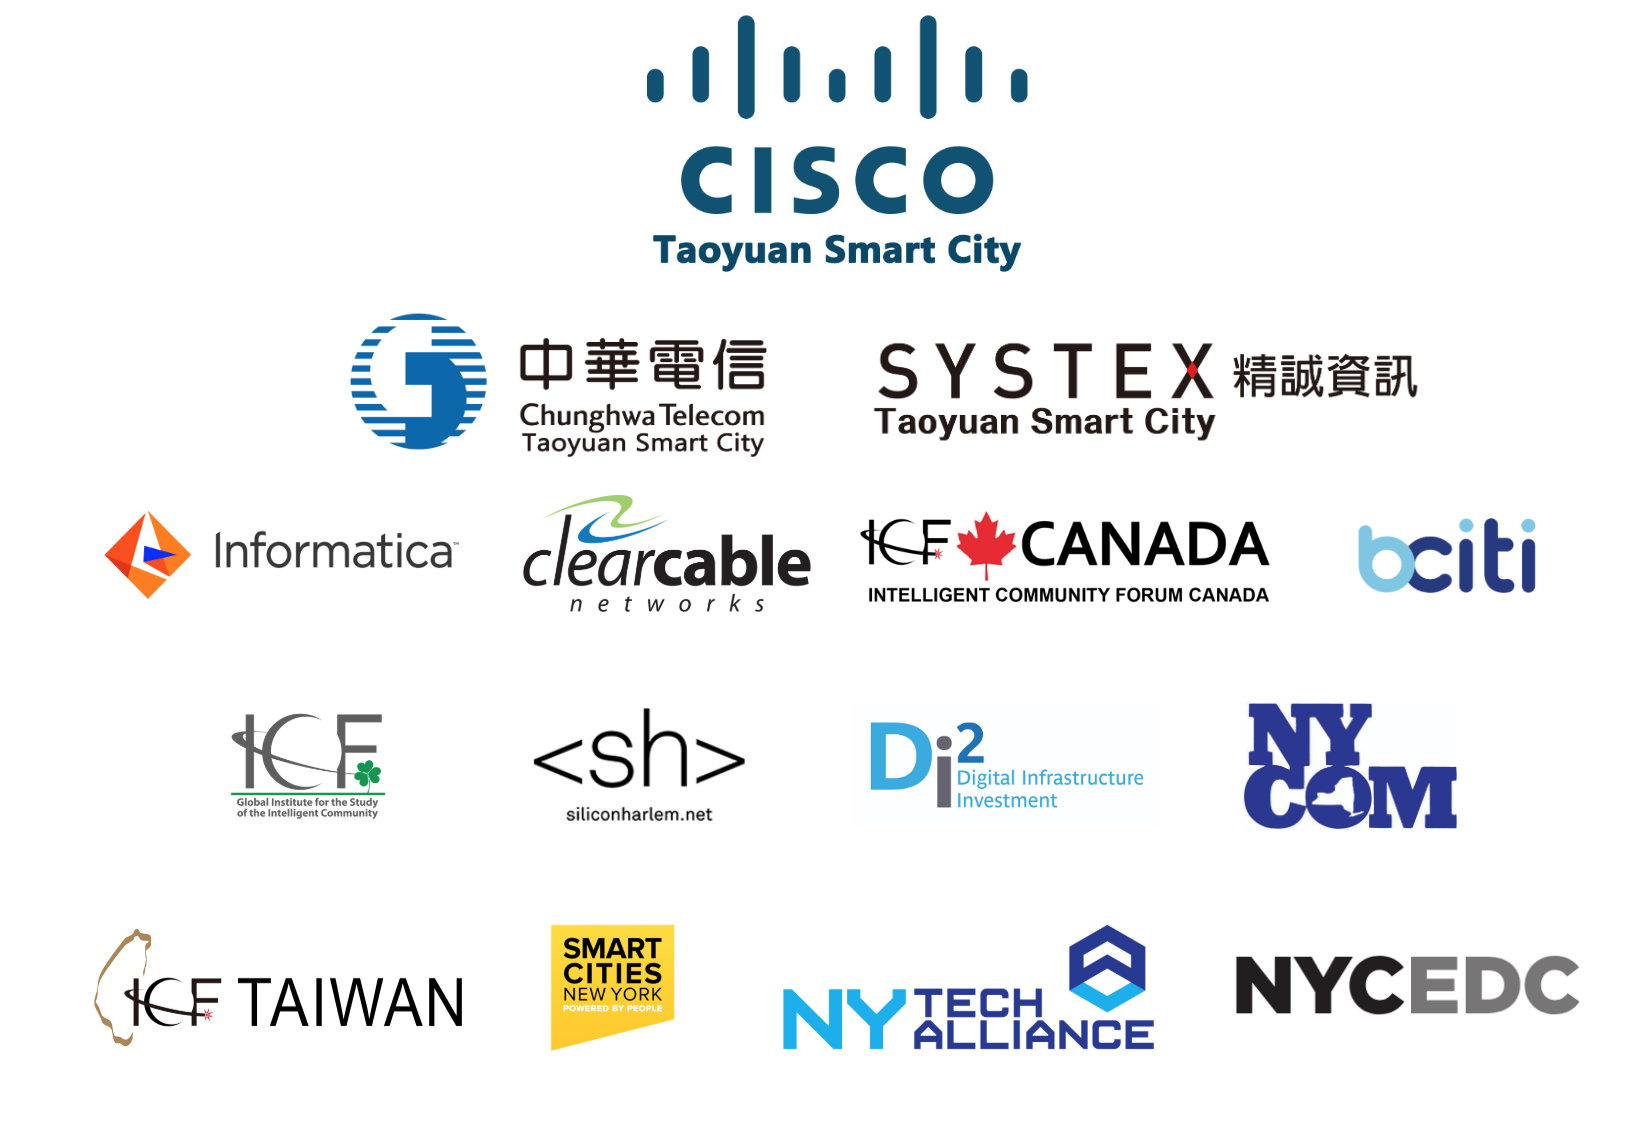 CISCO
Taoyuan Smart City
中華電信
Chunghwa Telecom
Taoyuan Smart City
SYSTEX 精誠資訊
Taoyuan Smart City
Informatica™
clearcable
networks
ICF CANADA
INTELLIGENT COMMUNITY FORUM CANADA
bciti
ICF
Global Institute for the Study
of the Intelligent Community
<sh>
siliconharlem.net
Di2
Digital Infrastructure
Investment
NY
COM
ICF TAIWAN
SMART
CITIES
NEW YORK
POWERED BY PEOPLE
NY TECH
ALLIANCE
NYCEDC